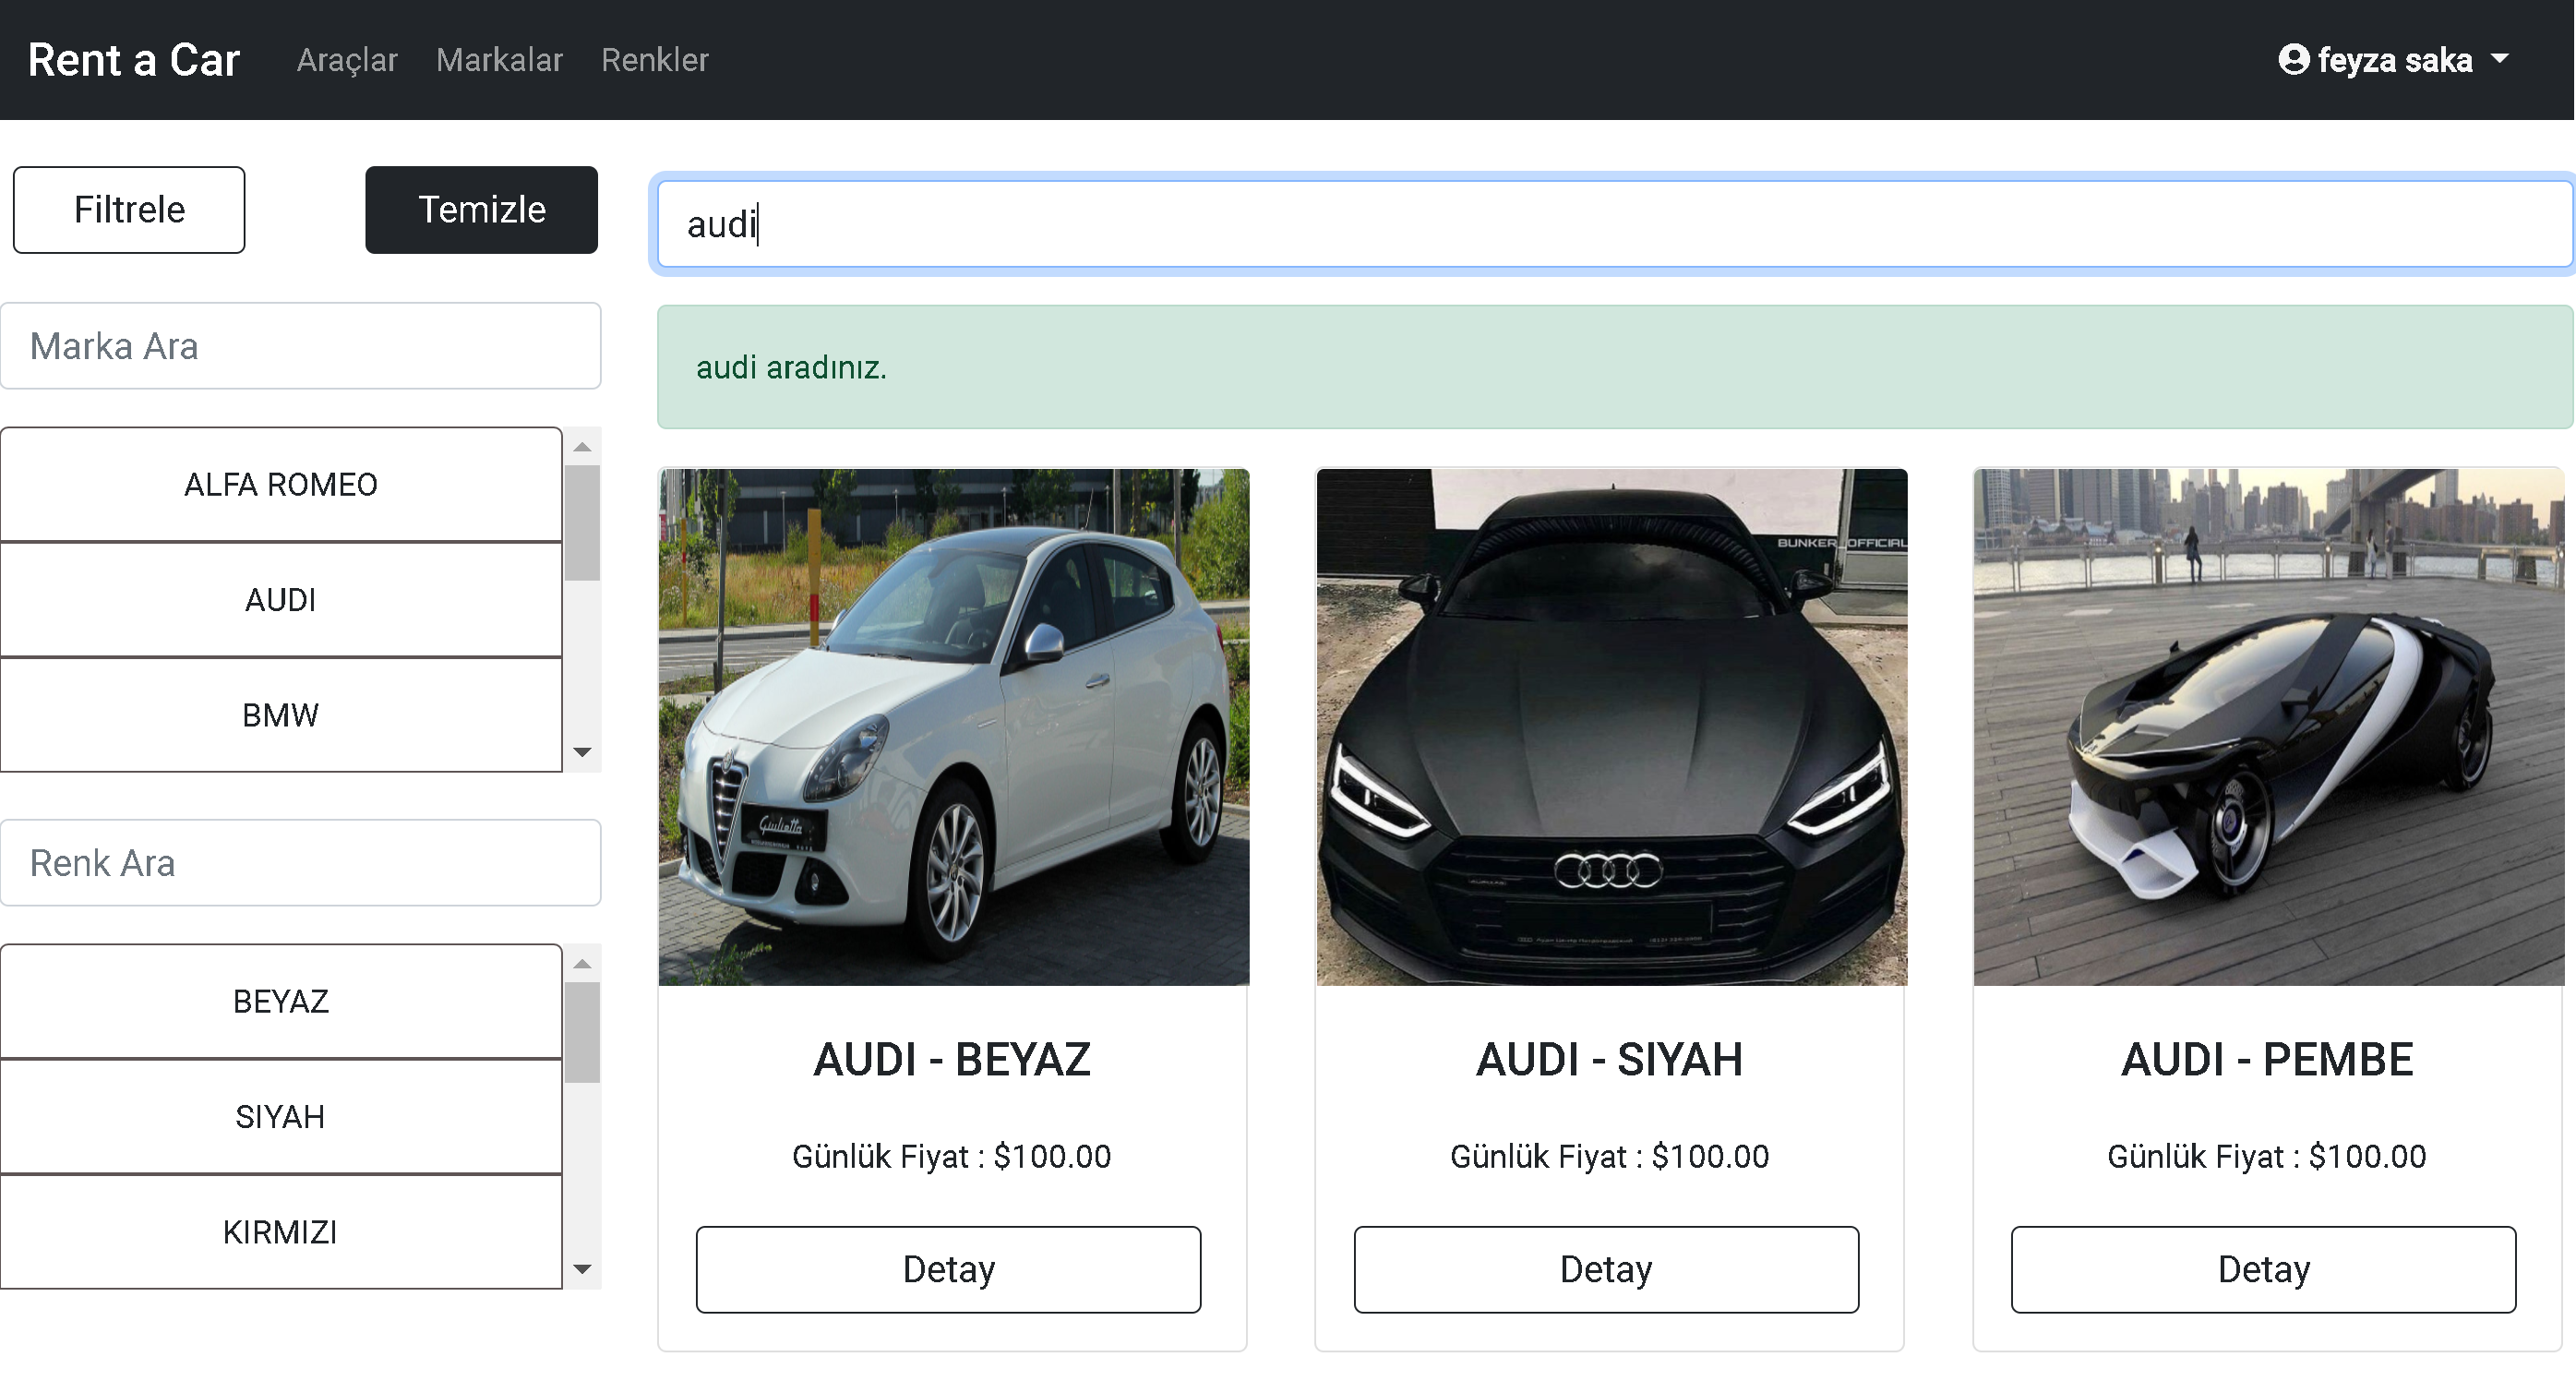 Rent a Car Araçlar Markalar Renkler feyza saka
Filtrele Temizle
audi
Marka Ara
audi aradınız.
ALFA ROMEO
AUDI
BMW
Renk Ara
BEYAZ
SIYAH
KIRMIZI
BUNKER_OFFICIAL
Giulietta
AUDI - BEYAZ
Günlük Fiyat : $100.00
Detay
AUDI - SIYAH
Günlük Fiyat : $100.00
Detay
AUDI - PEMBE
Günlük Fiyat : $100.00
Detay